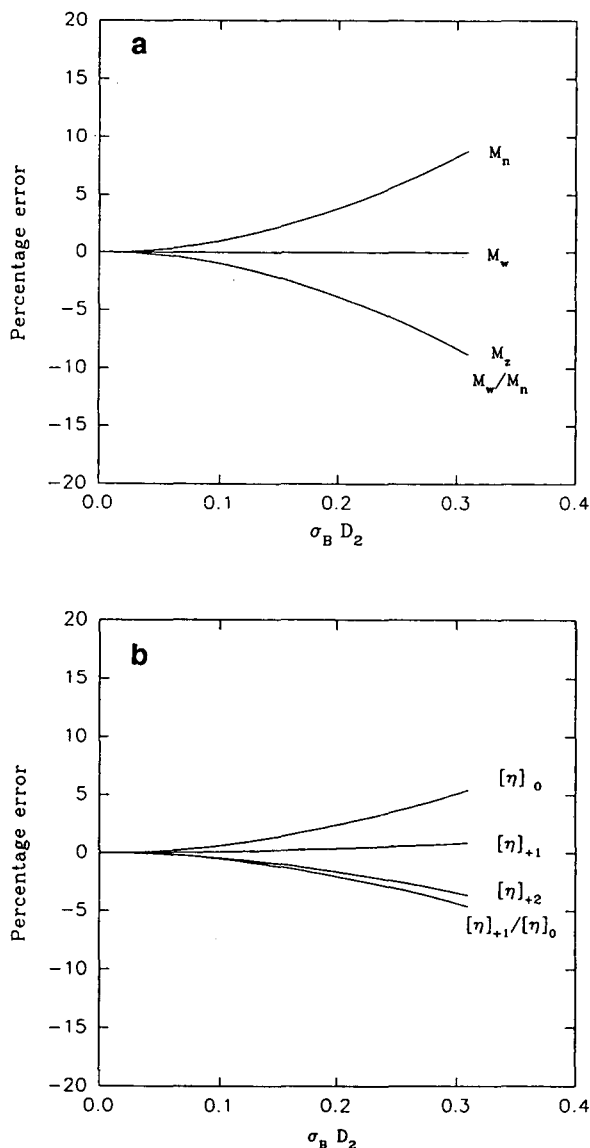 a
20
15
10
5
0
−5
−10
−15
−20
Percentage error
M_n
M_w
M_z
M_w/M_n
0.0 0.1 0.2 0.3 0.4
σ_B D_2
b
20
15
10
5
0
−5
−10
−15
−20
Percentage error
[η]_0
[η]_+1
[η]_+2
[η]_+1/[η]_0
0.0 0.1 0.2 0.3 0.4
σ_B D_2